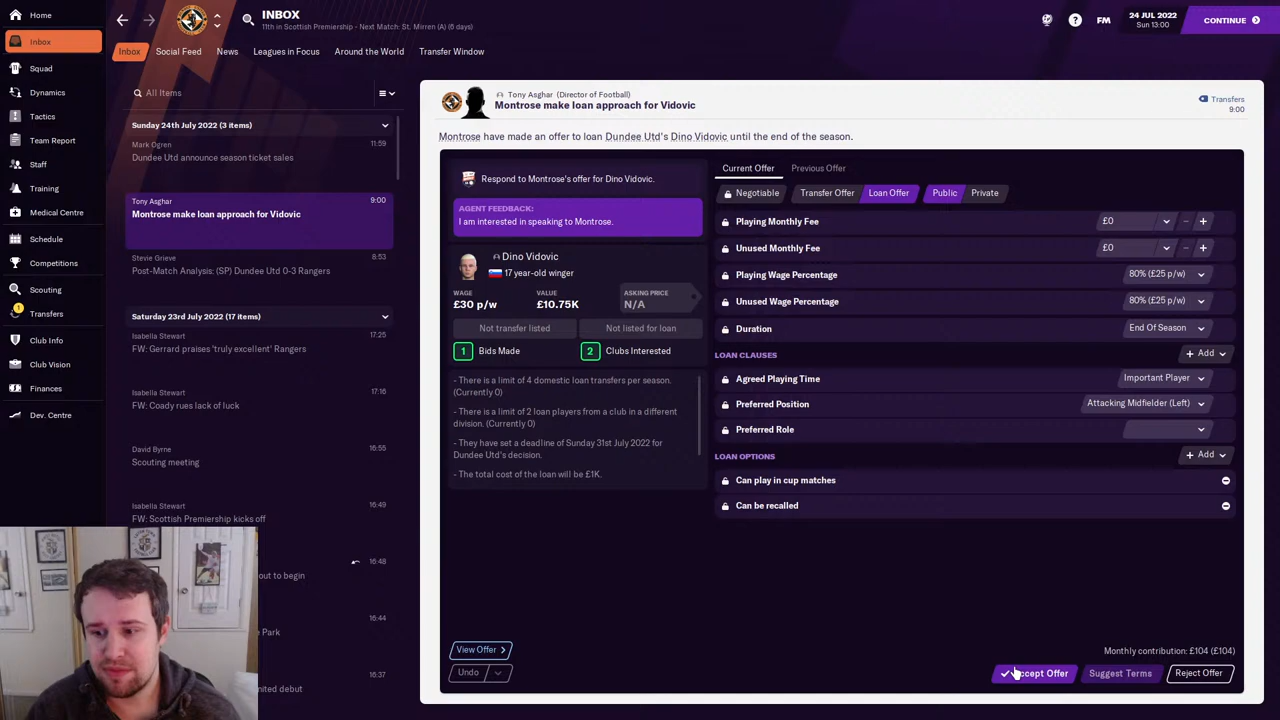 Home
Inbox
Squad
Dynamics
Tactics
Team Report
Staff
Training
Medical Centre
Schedule
Competitions
Scouting
1
Transfers
Club Info
Club Vision
Finances
Dev. Centre
INBOX
11th in Scottish Premiership - Next Match: St. Mirren (A) (6 days)
FM
24 JUL 2022
Sun 13:00
CONTINUE
Inbox
Social Feed
News
Leagues in Focus
Around the World
Transfer Window
All Items
Sunday 24th July 2022 (3 items)
Mark Ogren
11:59
Dundee Utd announce season ticket sales
Tony Asghar
9:00
Montrose make loan approach for Vidovic
Stevie Grieve
8:53
Post-Match Analysis: (SP) Dundee Utd 0-3 Rangers
Saturday 23rd July 2022 (17 items)
Isabella Stewart
17:25
FW: Gerrard praises 'truly excellent' Rangers
Isabella Stewart
17:16
FW: Coady rues lack of luck
David Byrne
16:55
Scouting meeting
Isabella Stewart
16:49
FW: Scottish Premiership kicks off
16:48
out to begin
16:44
Park
16:37
debut
Tony Asghar (Director of Football)
Montrose make loan approach for Vidovic
Transfers
9:00
Montrose have made an offer to loan Dundee Utd's Dino Vidovic until the end of the season.
Respond to Montrose's offer for Dino Vidovic.
AGENT FEEDBACK:
I am interested in speaking to Montrose.
Dino Vidovic
17 year-old winger
WAGE
£30 p/w
VALUE
£10.75K
ASKING PRICE
N/A
Not transfer listed
Not listed for loan
1 Bids Made
2 Clubs Interested
- There is a limit of 4 domestic loan transfers per season.
(Currently 0)
- There is a limit of 2 loan players from a club in a different
division. (Currently 0)
- They have set a deadline of Sunday 31st July 2022 for
Dundee Utd's decision.
- The total cost of the loan will be £1K.
View Offer
Undo
Current Offer
Previous Offer
Negotiable
Transfer Offer
Loan Offer
Public
Private
Playing Monthly Fee
£0
Unused Monthly Fee
£0
Playing Wage Percentage
80% (£25 p/w)
Unused Wage Percentage
80% (£25 p/w)
Duration
End Of Season
LOAN CLAUSES
+ Add
Agreed Playing Time
Important Player
Preferred Position
Attacking Midfielder (Left)
Preferred Role
LOAN OPTIONS
+ Add
Can play in cup matches
Can be recalled
Monthly contribution: £104 (£104)
Accept Offer
Suggest Terms
Reject Offer